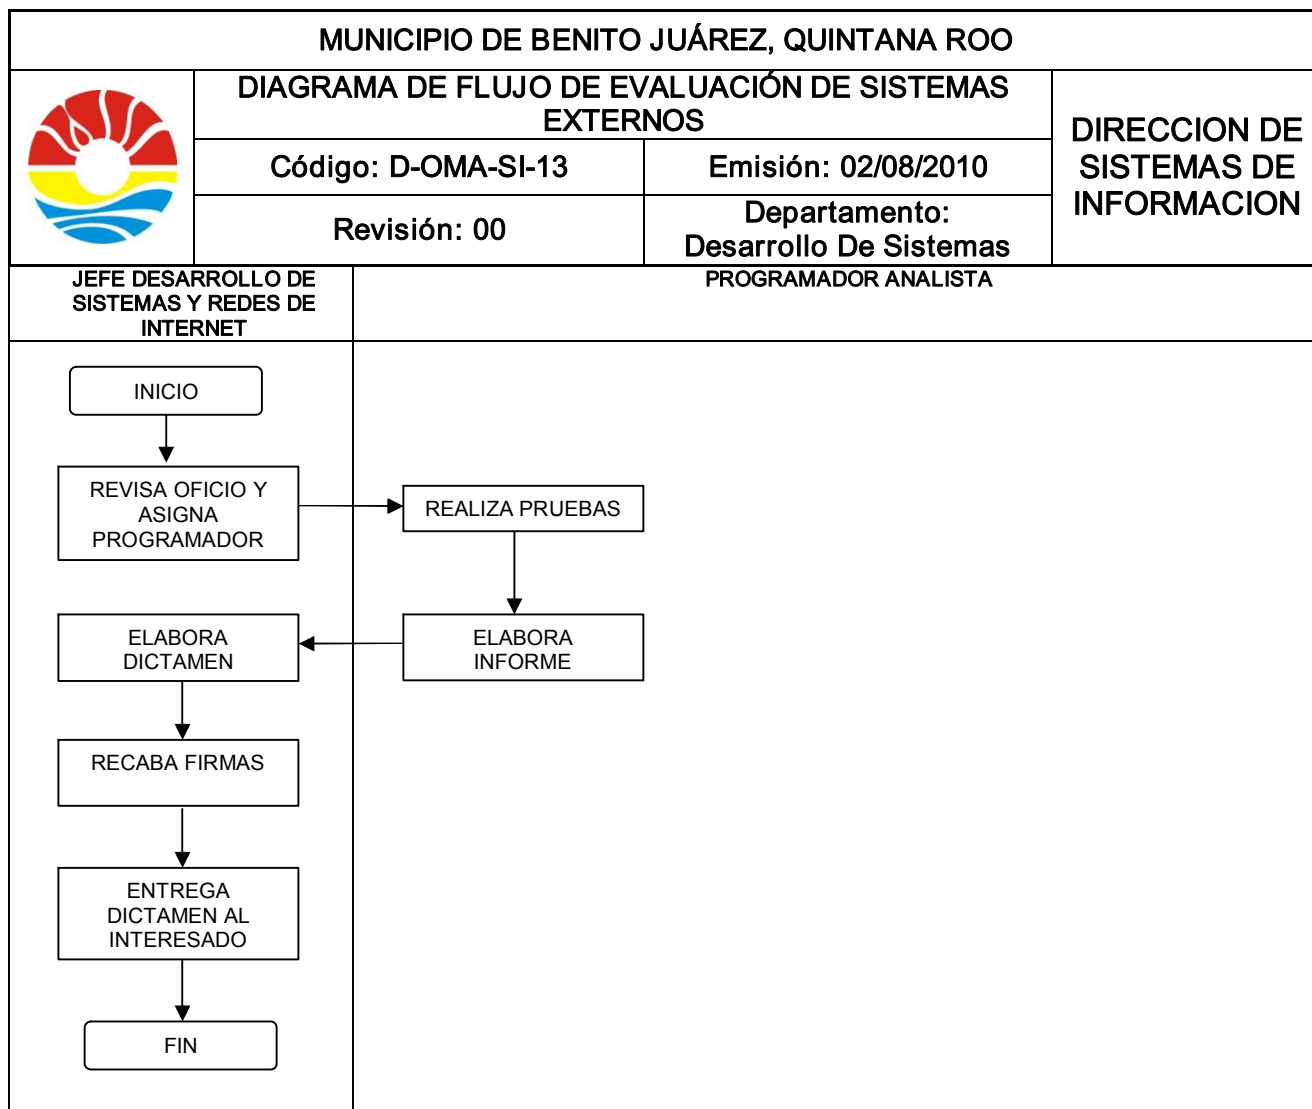 MUNICIPIO DE BENITO JUÁREZ, QUINTANA ROO
DIAGRAMA DE FLUJO DE EVALUACIÓN DE SISTEMAS
EXTERNOS
Código: D-OMA-SI-13
Emisión: 02/08/2010
Revisión: 00
Departamento:
Desarrollo De Sistemas
DIRECCION DE
SISTEMAS DE
INFORMACION
JEFE DESARROLLO DE
SISTEMAS Y REDES DE
INTERNET
PROGRAMADOR ANALISTA
INICIO
REVISA OFICIO Y
ASIGNA
PROGRAMADOR
REALIZA PRUEBAS
ELABORA
INFORME
ELABORA
DICTAMEN
RECABA FIRMAS
ENTREGA
DICTAMEN AL
INTERESADO
FIN